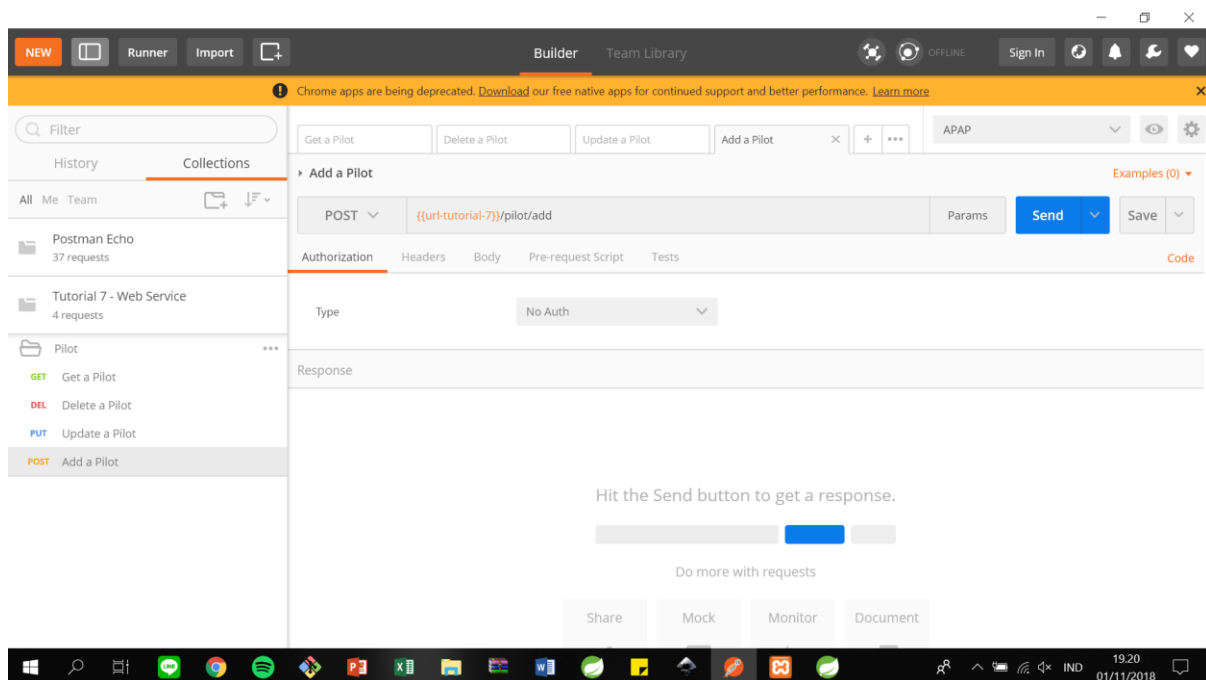 NEW Runner Import Builder Team Library OFFLINE Sign In
Chrome apps are being deprecated. Download our free native apps for continued support and better performance. Learn more
Filter
History Collections
All Me Team
Postman Echo
37 requests
Tutorial 7 - Web Service
4 requests
Pilot
GET Get a Pilot
DEL Delete a Pilot
PUT Update a Pilot
POST Add a Pilot
Get a Pilot Delete a Pilot Update a Pilot Add a Pilot APAP
Add a Pilot Examples (0)
POST {{url-tutorial-7}}/pilot/add Params Send Save
Authorization Headers Body Pre-request Script Tests Code
Type No Auth
Response
Hit the Send button to get a response.
Do more with requests
Share Mock Monitor Document
IND 19.20
01/11/2018